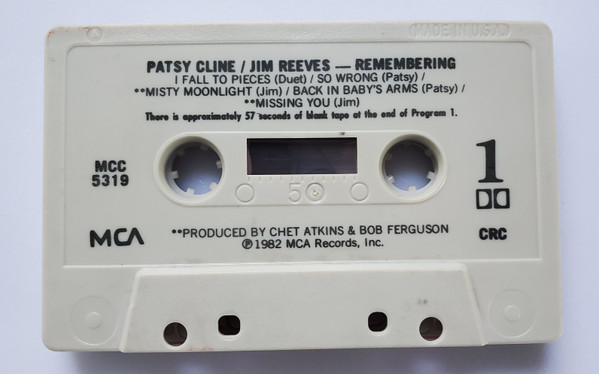 MADE IN U.S.A.
PATSY CLINE / JIM REEVES — REMEMBERING
I FALL TO PIECES (Duet) / SO WRONG (Patsy) /
**MISTY MOONLIGHT (Jim) / BACK IN BABY'S ARMS (Patsy) /
**MISSING YOU (Jim)
There is approximately 57 seconds of blank tape at the end of Program 1.
MCC
5319
1
50
MCA
**PRODUCED BY CHET ATKINS & BOB FERGUSON
℗1982 MCA Records, Inc.
CRC